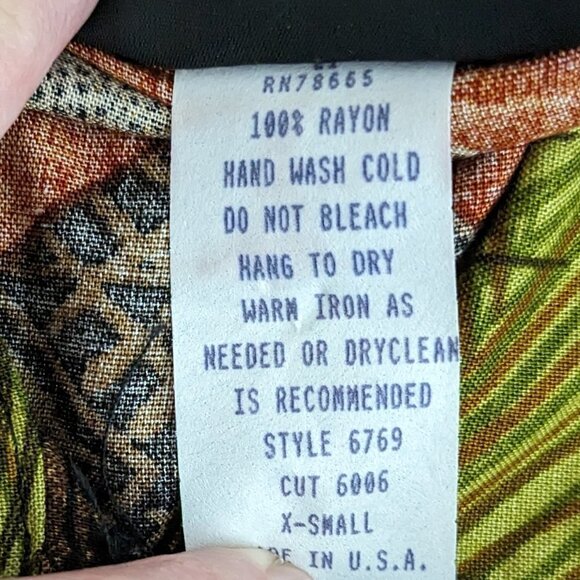 RN78665
100% RAYON
HAND WASH COLD
DO NOT BLEACH
HANG TO DRY
WARM IRON AS
NEEDED OR DRYCLEAN
IS RECOMMENDED
STYLE 6769
CUT 6006
X-SMALL
IN U.S.A.